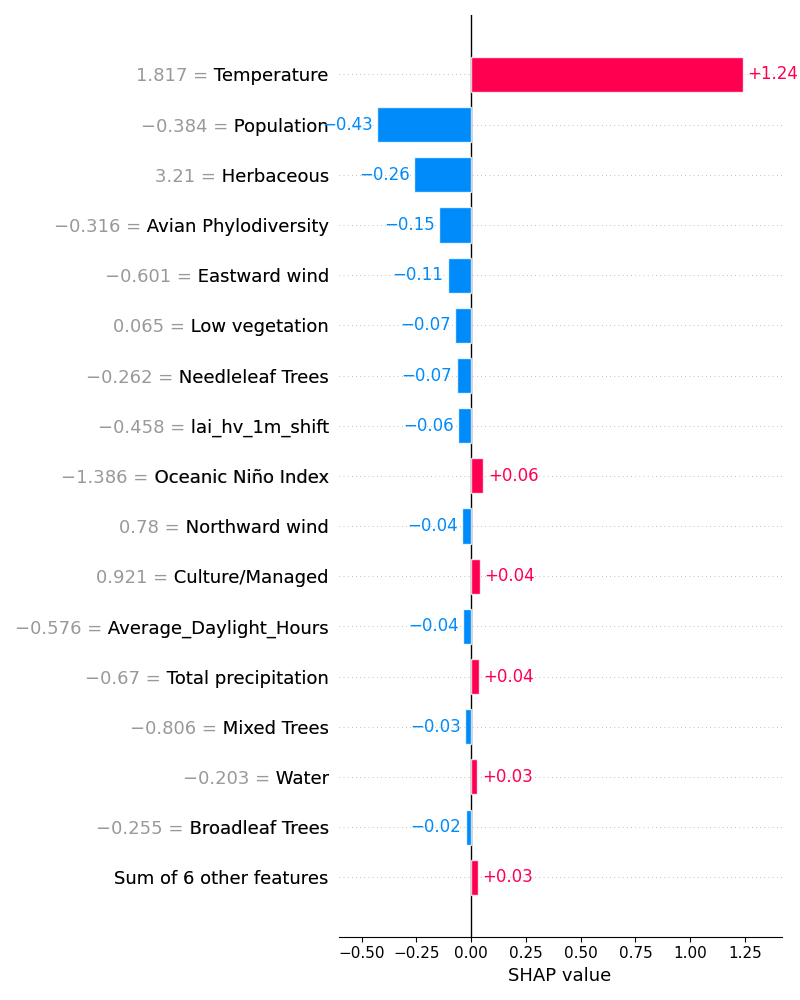 1.817 = Temperature +1.24
−0.384 = Population −0.43
3.21 = Herbaceous −0.26
−0.316 = Avian Phylodiversity −0.15
−0.601 = Eastward wind −0.11
0.065 = Low vegetation −0.07
−0.262 = Needleleaf Trees −0.07
−0.458 = lai_hv_1m_shift −0.06
−1.386 = Oceanic Niño Index +0.06
0.78 = Northward wind −0.04
0.921 = Culture/Managed +0.04
−0.576 = Average_Daylight_Hours −0.04
−0.67 = Total precipitation +0.04
−0.806 = Mixed Trees −0.03
−0.203 = Water +0.03
−0.255 = Broadleaf Trees −0.02
Sum of 6 other features +0.03
−0.50 −0.25 0.00 0.25 0.50 0.75 1.00 1.25
SHAP value